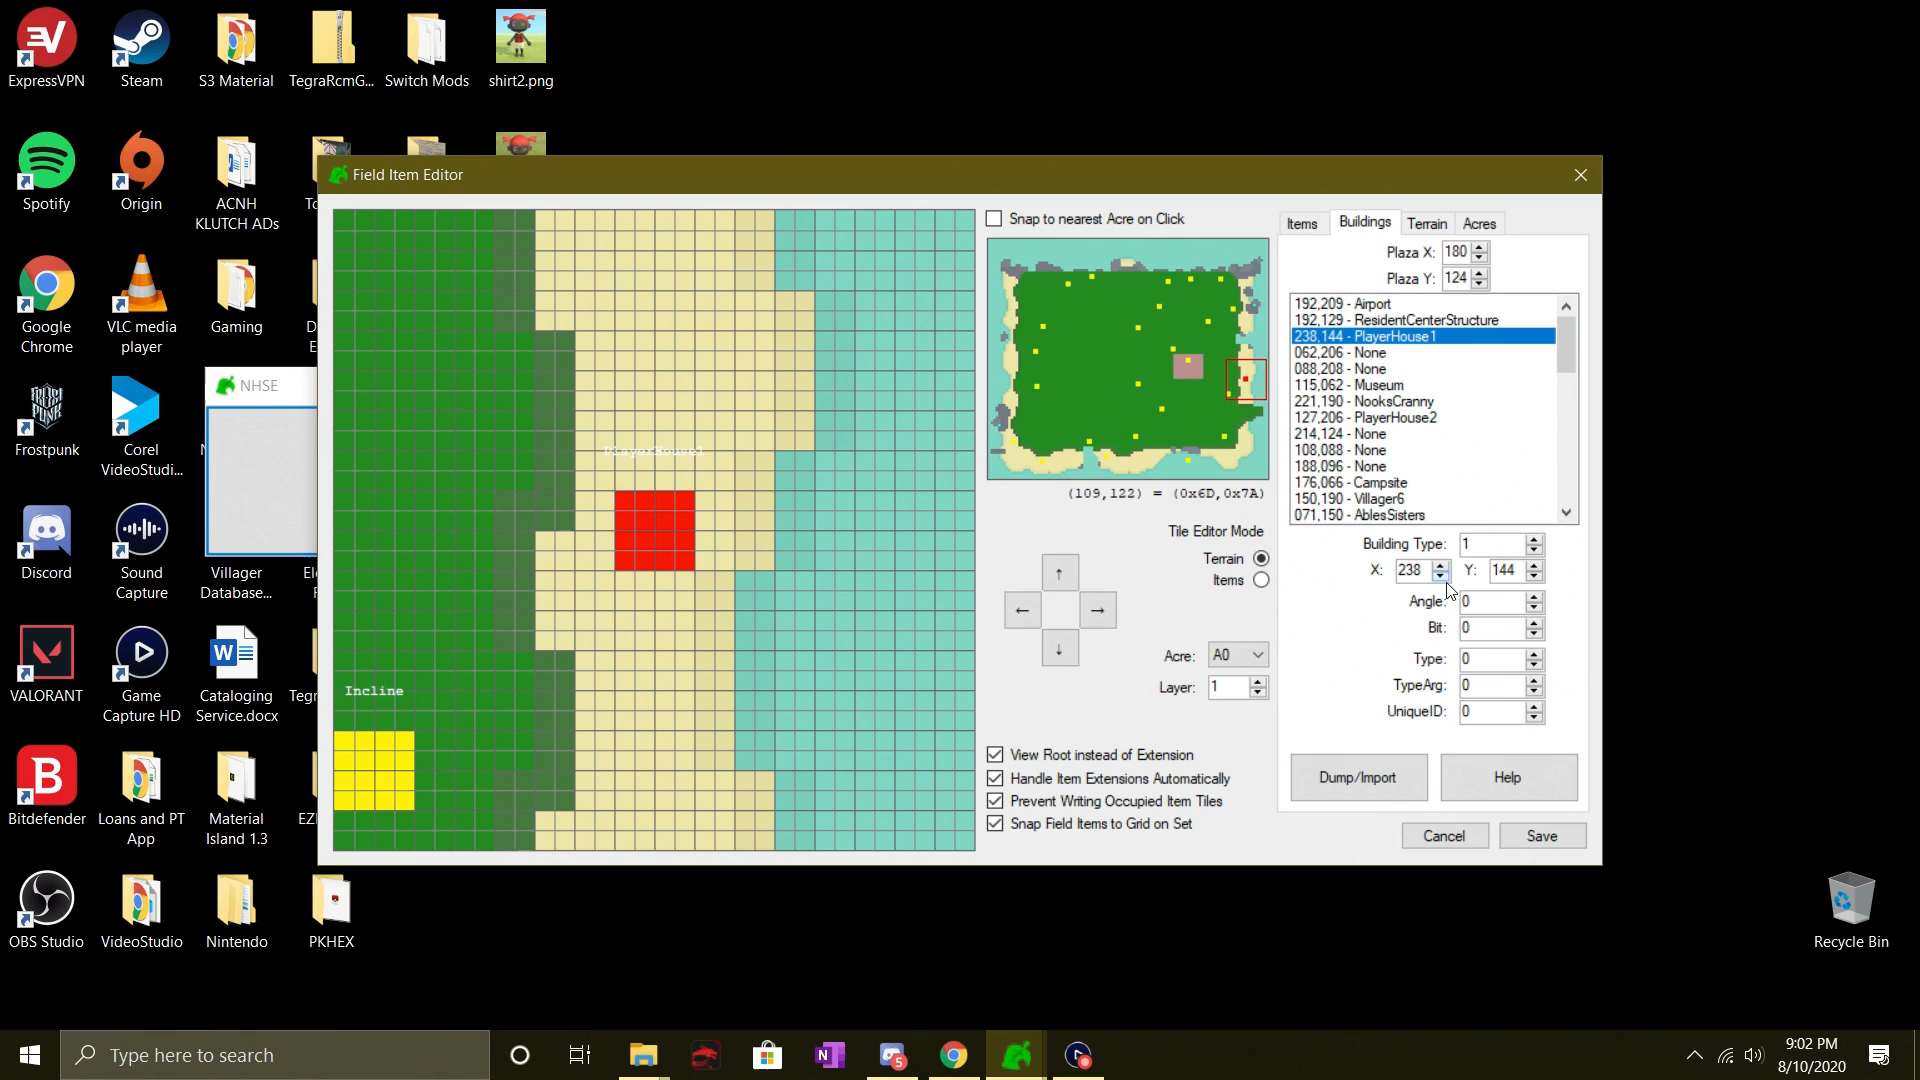 ExpressVPN
Steam
S3 Material
TegraRcmG...
Switch Mods
shirt2.png
Spotify
Origin
ACNH
KLUTCH ADs
Google
Chrome
VLC media
player
Gaming
Frostpunk
Corel
VideoStudi...
NHSE
Discord
Sound
Capture
Villager
Database...
VALORANT
Game
Capture HD
Cataloging
Service.docx
Bitdefender
Loans and PT
App
Material
Island 1.3
OBS Studio
VideoStudio
Nintendo
PKHEX
Recycle Bin
Field Item Editor
PlayerHouse1
Incline
Snap to nearest Acre on Click
(109,122) = (0x6D,0x7A)
Tile Editor Mode
Terrain
Items
↑
← →
↓
Acre: A0
Layer: 1
View Root instead of Extension
Handle Item Extensions Automatically
Prevent Writing Occupied Item Tiles
Snap Field Items to Grid on Set
Items Buildings Terrain Acres
Plaza X: 180
Plaza Y: 124
192,209 - Airport
192,129 - ResidentCenterStructure
238,144 - PlayerHouse1
062,206 - None
088,208 - None
115,062 - Museum
221,190 - NooksCranny
127,206 - PlayerHouse2
214,124 - None
108,088 - None
188,096 - None
176,066 - Campsite
150,190 - Villager6
071,150 - AblesSisters
Building Type: 1
X: 238 Y: 144
Angle: 0
Bit: 0
Type: 0
TypeArg: 0
UniqueID: 0
Dump/Import Help
Cancel Save
Type here to search
5
9:02 PM
8/10/2020